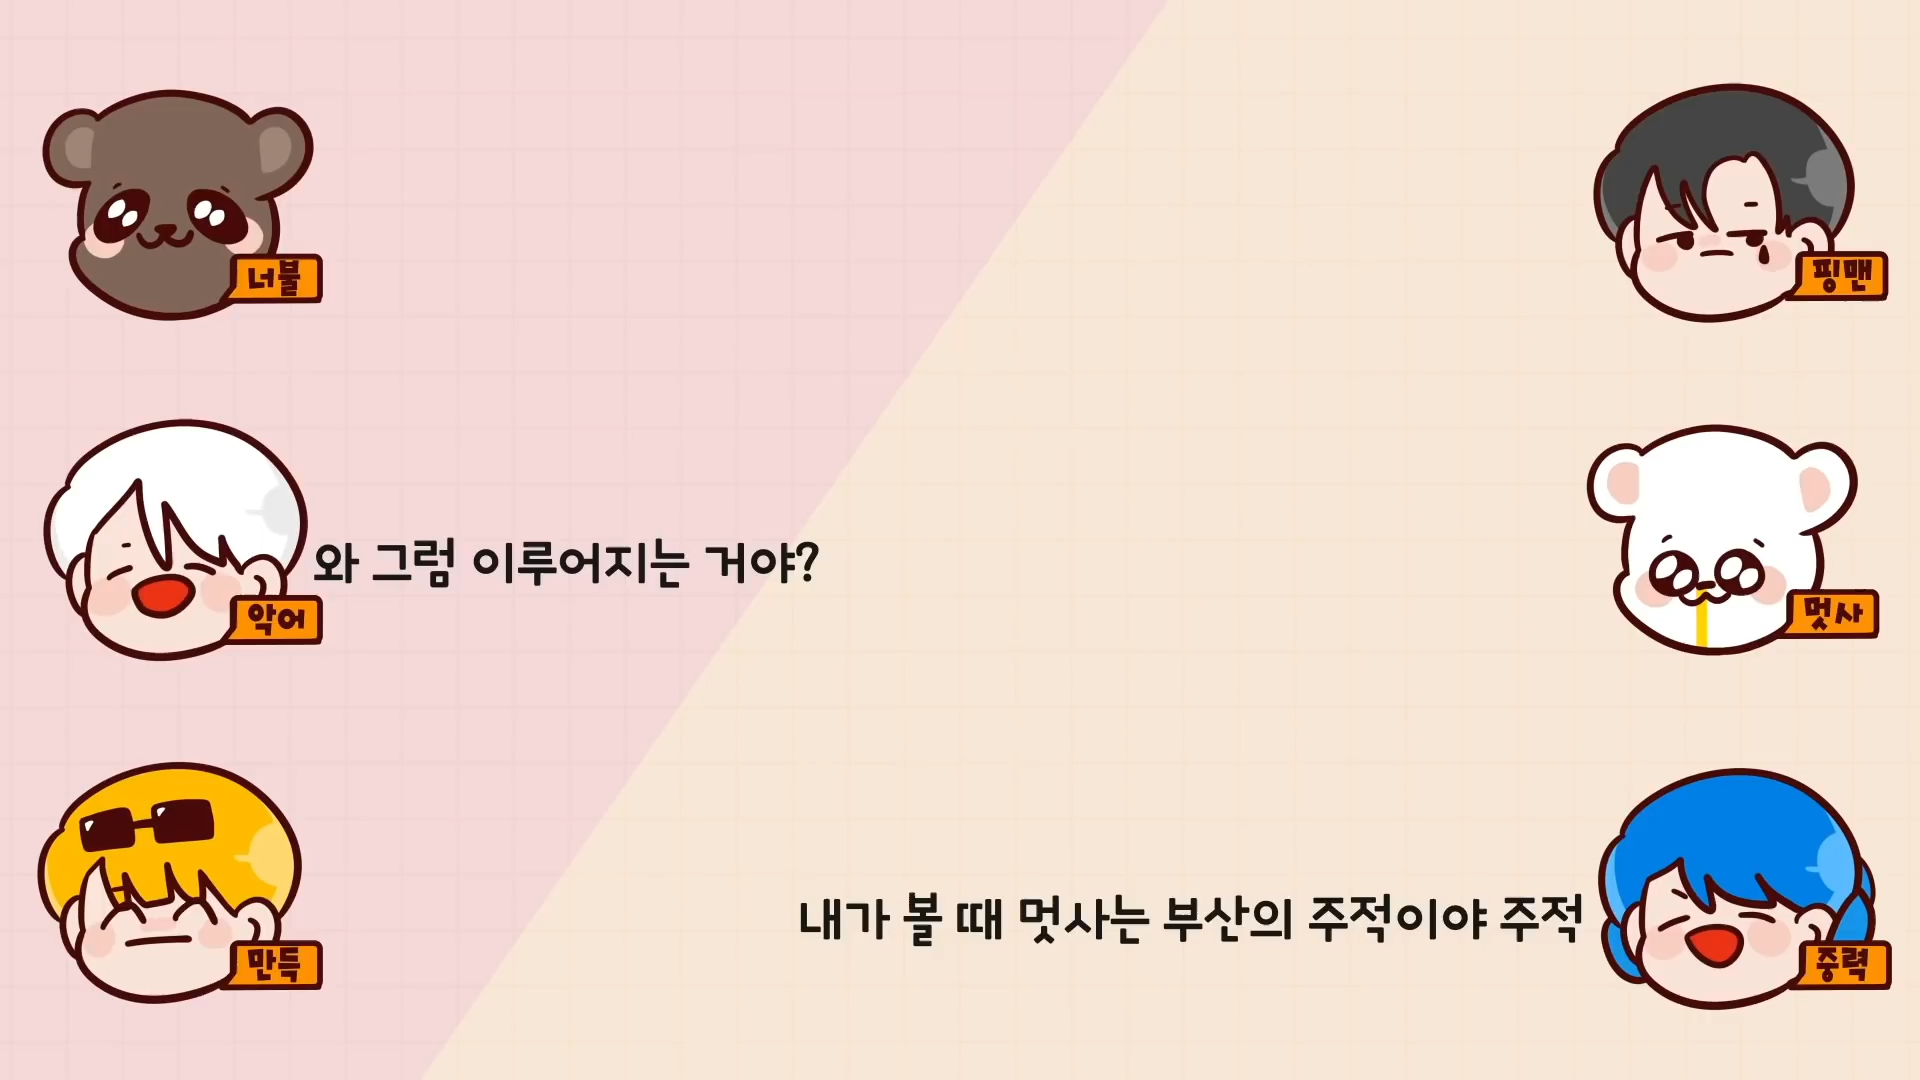 너불
핑맨
와 그럼 이루어지는 거야?
악어
멋사
내가 볼 때 멋사는 부산의 주적이야 주적
만득
중력